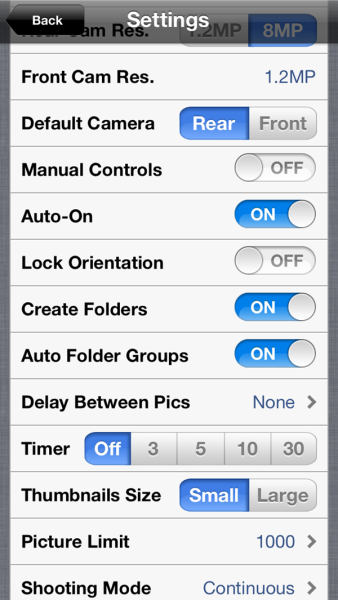 Back Settings
Rear Cam Res. 1.2MP 8MP
Front Cam Res. 1.2MP
Default Camera Rear Front
Manual Controls OFF
Auto-On ON
Lock Orientation OFF
Create Folders ON
Auto Folder Groups ON
Delay Between Pics None
Timer Off 3 5 10 30
Thumbnails Size Small Large
Picture Limit 1000
Shooting Mode Continuous